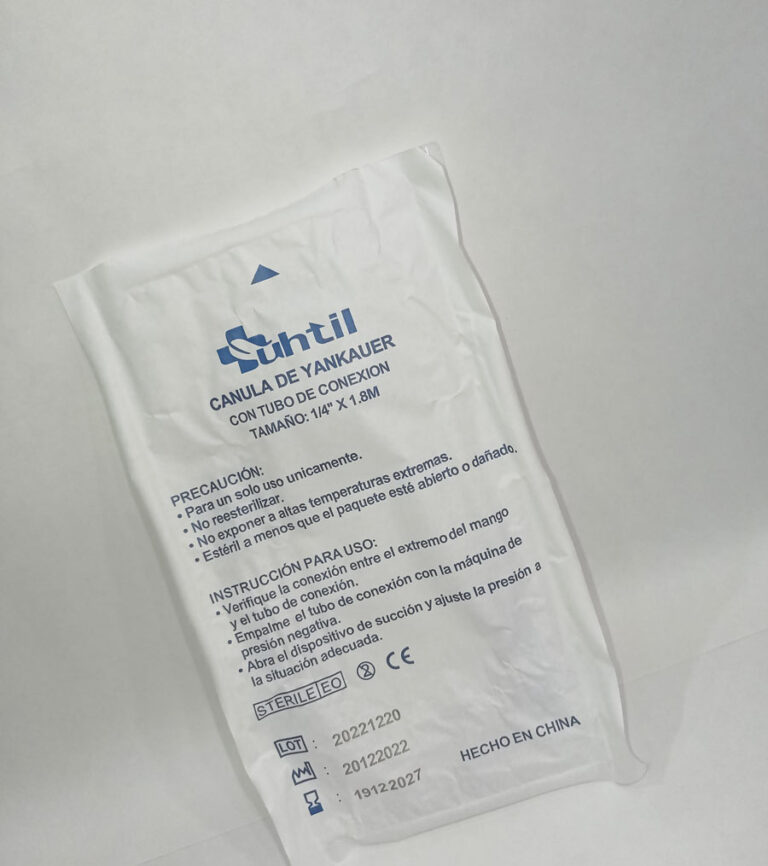 Suhtil
CANULA DE YANKAUER
CON TUBO DE CONEXION
TAMAÑO: 1/4" X 1.8M
PRECAUCIÓN:
• Para un solo uso unicamente.
• No reesterilizar.
• No exponer a altas temperaturas extremas.
• Estéril a menos que el paquete esté abierto o dañado.
INSTRUCCIÓN PARA USO:
• Verifique la conexión entre el extremo del mango
y el tubo de conexión.
• Empalme el tubo de conexión con la máquina de
presión negativa.
• Abra el dispositivo de succión y ajuste la presión a
la situación adecuada.
STERILE EO 2 CE
LOT : 20221220
: 20122022
: 19122027
HECHO EN CHINA